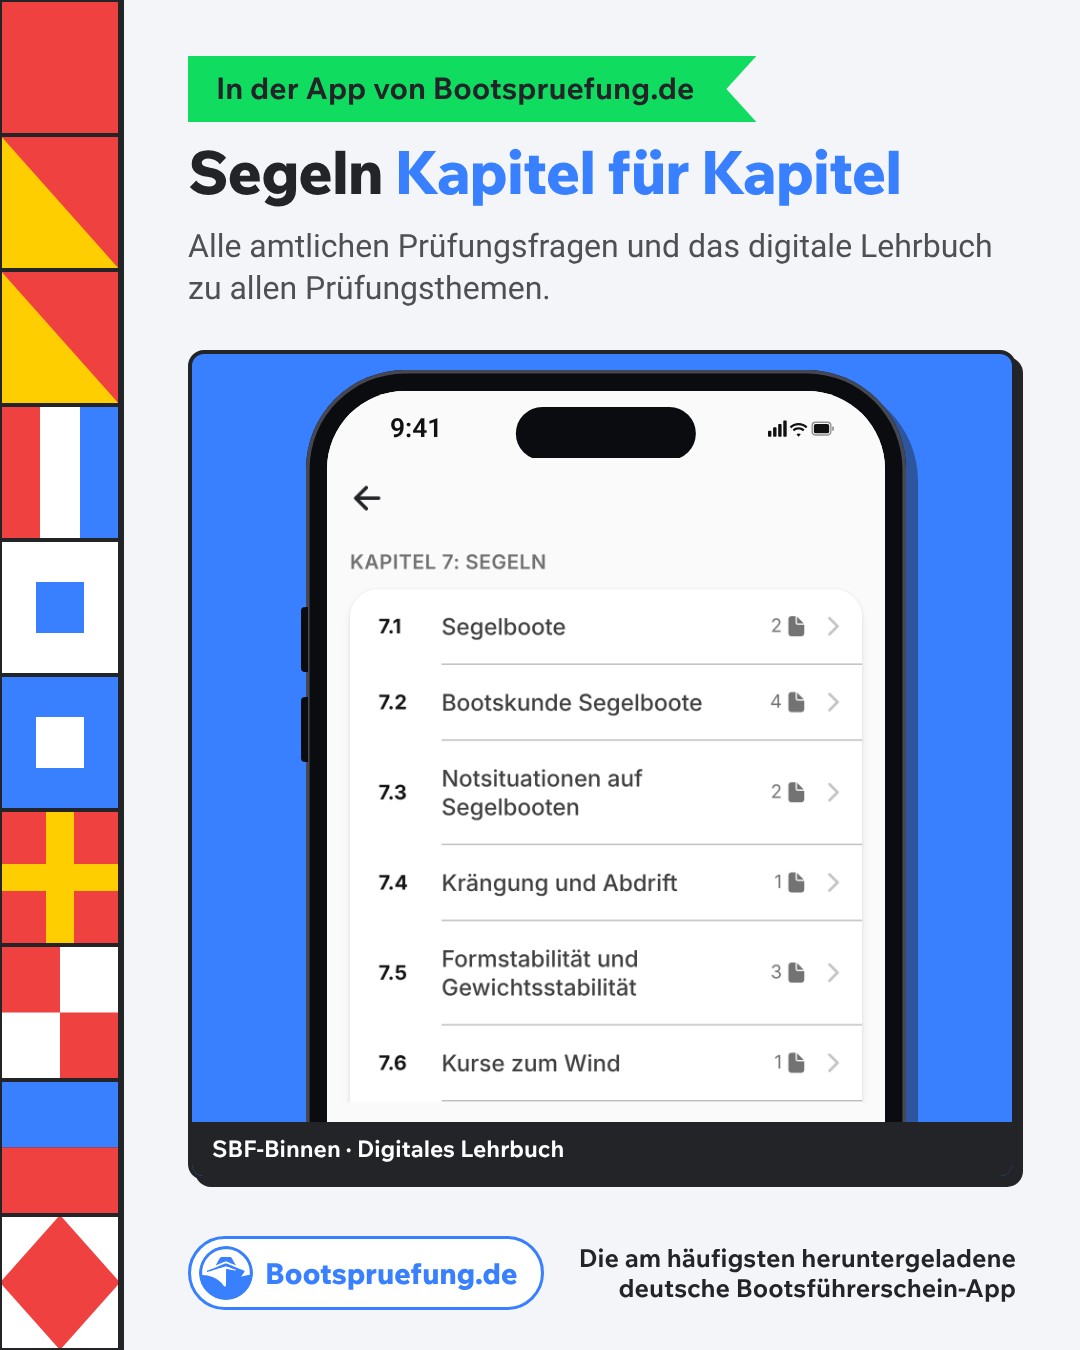 In der App von Bootspruefung.de
Segeln Kapitel für Kapitel
Alle amtlichen Prüfungsfragen und das digitale Lehrbuch
zu allen Prüfungsthemen.
9:41
KAPITEL 7: SEGELN
7.1 Segelboote 2
7.2 Bootskunde Segelboote 4
7.3 Notsituationen auf
Segelbooten 2
7.4 Krängung und Abdrift 1
7.5 Formstabilität und
Gewichtsstabilität 3
7.6 Kurse zum Wind 1
SBF-Binnen · Digitales Lehrbuch
Bootspruefung.de
Die am häufigsten heruntergeladene
deutsche Bootsführerschein-App